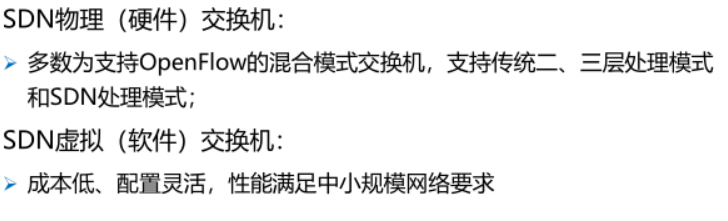 SDN物理（硬件）交换机：
➢ 多数为支持OpenFlow的混合模式交换机，支持传统二、三层处理模式
和SDN处理模式；
SDN虚拟（软件）交换机：
➢ 成本低、配置灵活，性能满足中小规模网络要求